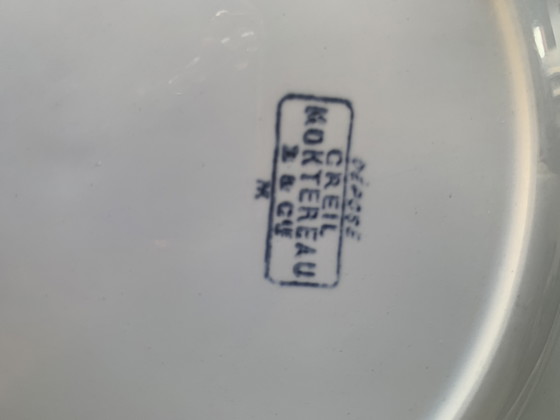 DÉPOSÉ
CREIL
MONTEREAU
& Cie
M